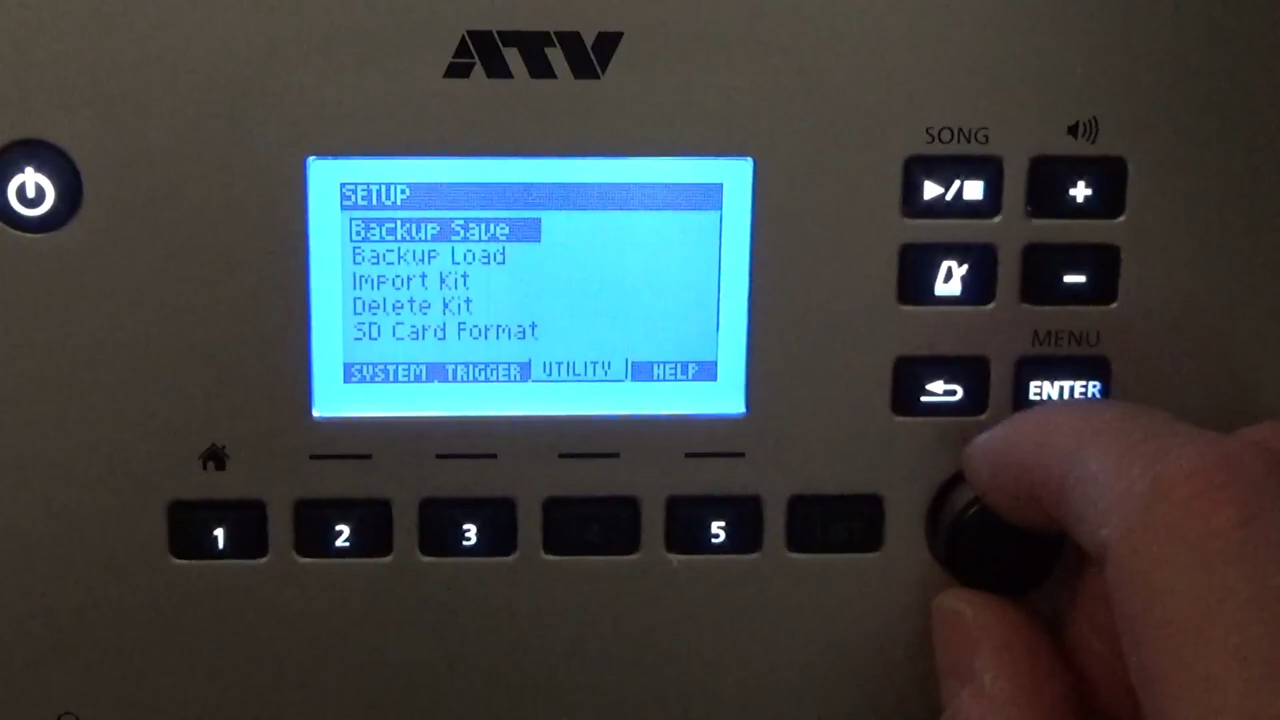 ATV
SONG
SETUP
Backup Save
Backup Load
Import Kit
Delete Kit
SD Card Format
SYSTEM TRIGGER UTILITY HELP
+
-
MENU
ENTER
1 2 3 5